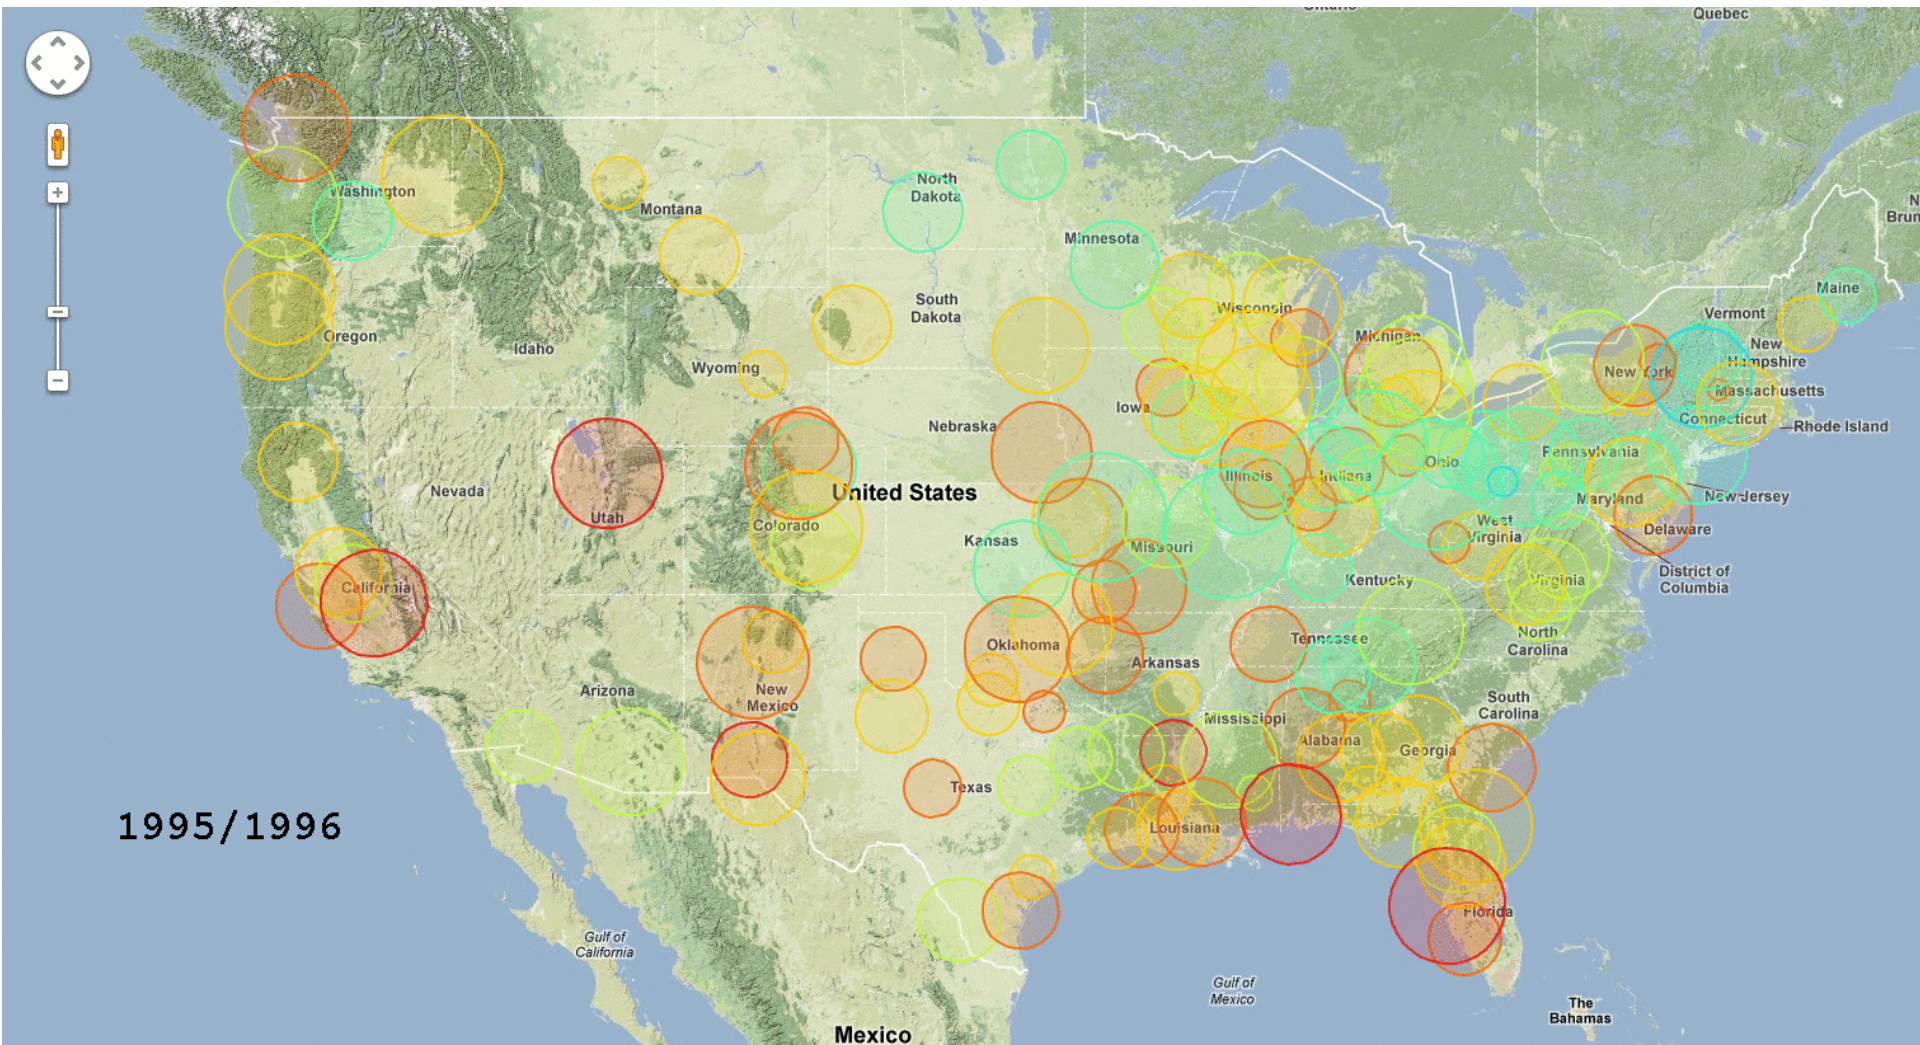 Ontario
Quebec
N
Brun
Washington
Montana
North
Dakota
Minnesota
Maine
South
Dakota
Wisconsin
Vermont
Oregon
Idaho
Michigan
New
Hampshire
Wyoming
New York
Massachusetts
Iowa
Connecticut
Rhode Island
Nebraska
Pennsylvania
Ohio
Illinois
Indiana
Nevada
United States
Maryland
New Jersey
Utah
Colorado
Delaware
West
Virginia
Kansas
Missouri
District of
Columbia
California
Kentucky
Virginia
Oklahoma
Tennessee
North
Carolina
Arkansas
Arizona
New
Mexico
South
Carolina
Mississippi
Alabama
Georgia
Texas
1995/1996
Louisiana
Florida
Gulf of
California
Gulf of
Mexico
The
Bahamas
Mexico